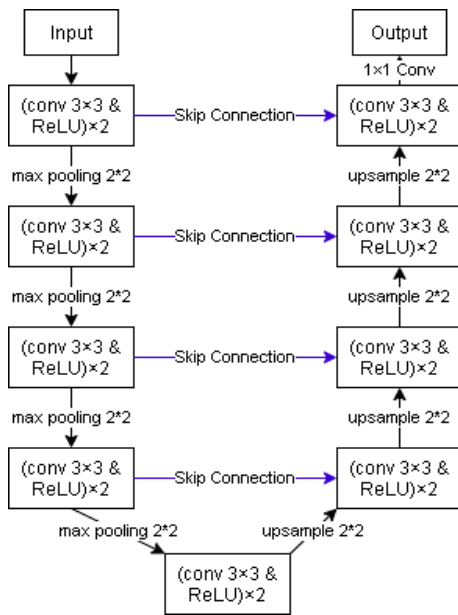 Input
Output
1×1 Conv
(conv 3×3 &
ReLU)×2
Skip Connection
(conv 3×3 &
ReLU)×2
max pooling 2*2
upsample 2*2
(conv 3×3 &
ReLU)×2
Skip Connection
(conv 3×3 &
ReLU)×2
max pooling 2*2
upsample 2*2
(conv 3×3 &
ReLU)×2
Skip Connection
(conv 3×3 &
ReLU)×2
max pooling 2*2
upsample 2*2
(conv 3×3 &
ReLU)×2
Skip Connection
(conv 3×3 &
ReLU)×2
max pooling 2*2
upsample 2*2
(conv 3×3 &
ReLU)×2